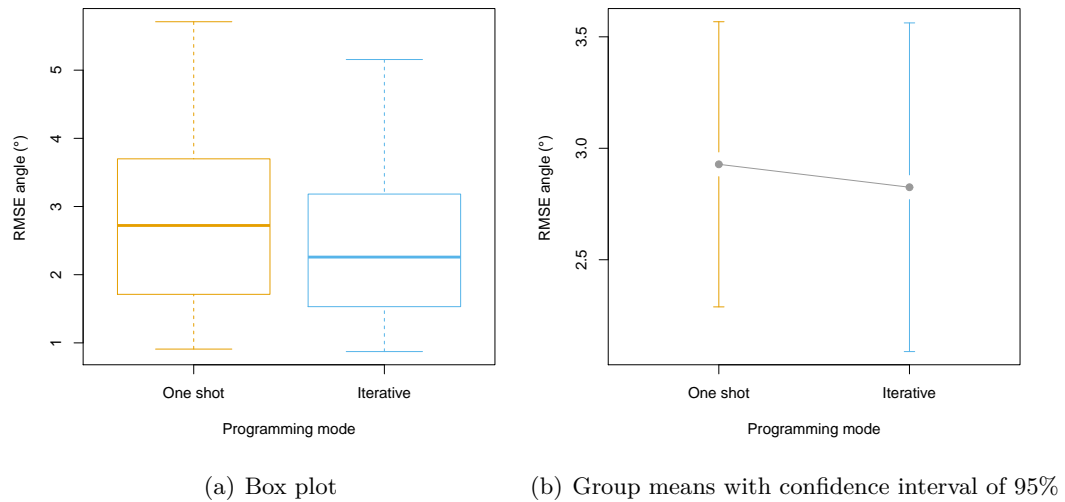 5
4
3
2
1
RMSE angle (°)
One shot
Iterative
Programming mode
(a) Box plot
3.5
3.0
2.5
RMSE angle (°)
One shot
Iterative
Programming mode
(b) Group means with confidence interval of 95%